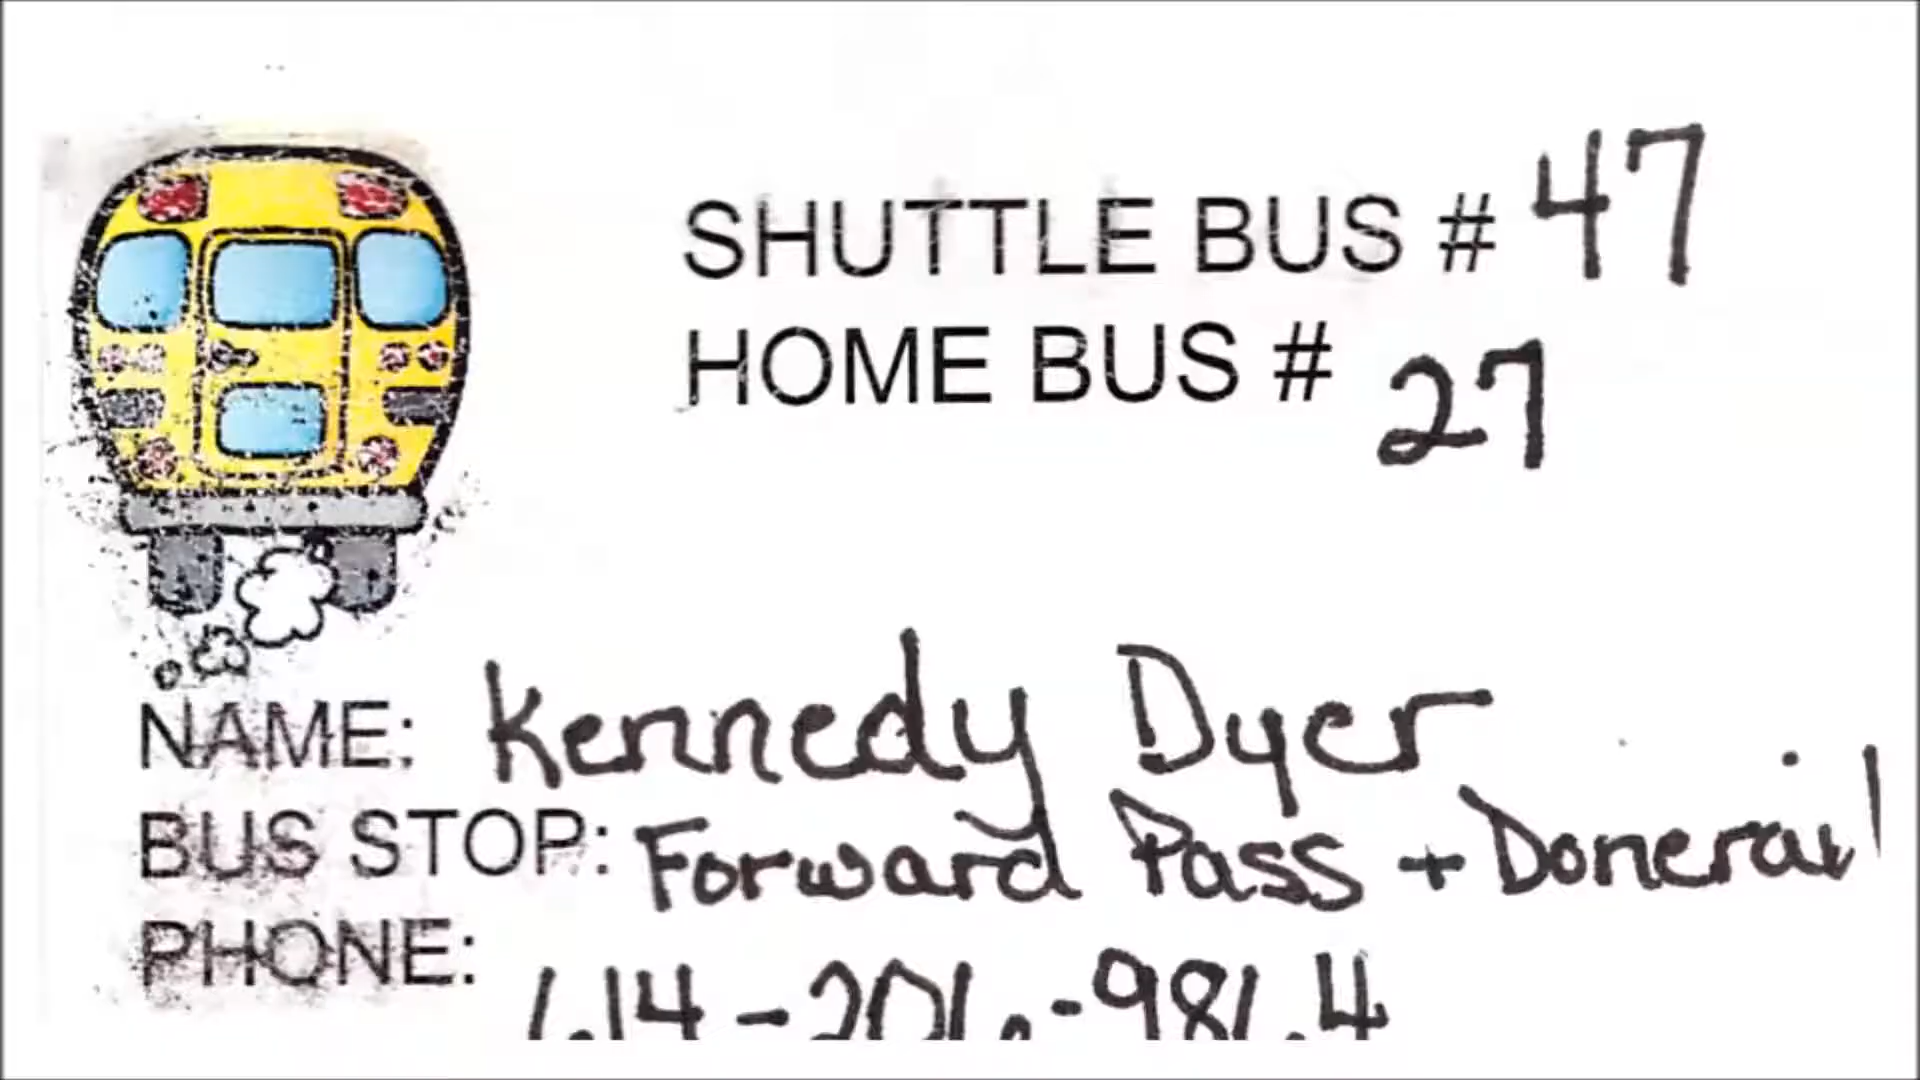 SHUTTLE BUS # 47
HOME BUS # 27
NAME: Kennedy Dyer
BUS STOP: Forward Pass + Donerail
PHONE: